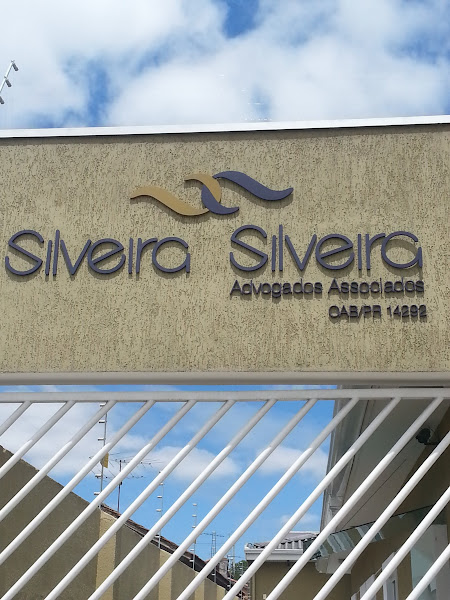 Silveira Silveira
Advogados Associados
OAB/PR 14292